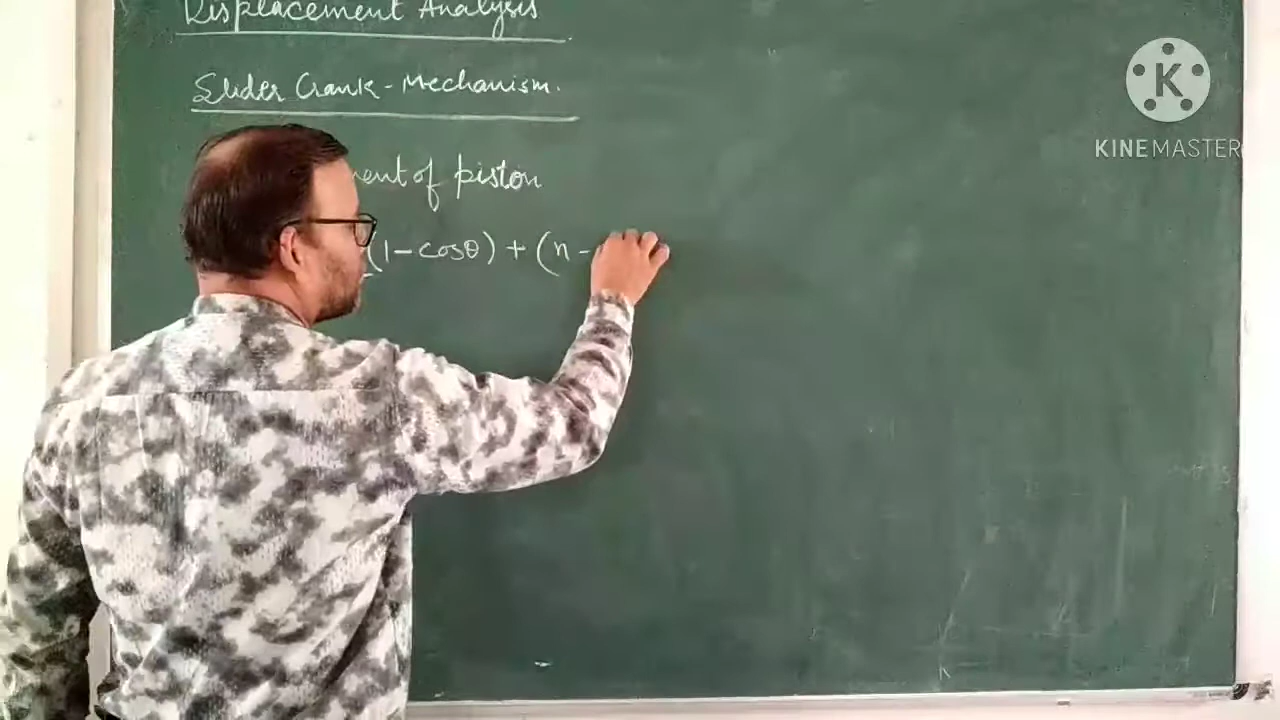 Displacement Analysis
Slider Crank-Mechanism.
ment of piston
(1-cosθ) + (n -
K
KINEMASTER